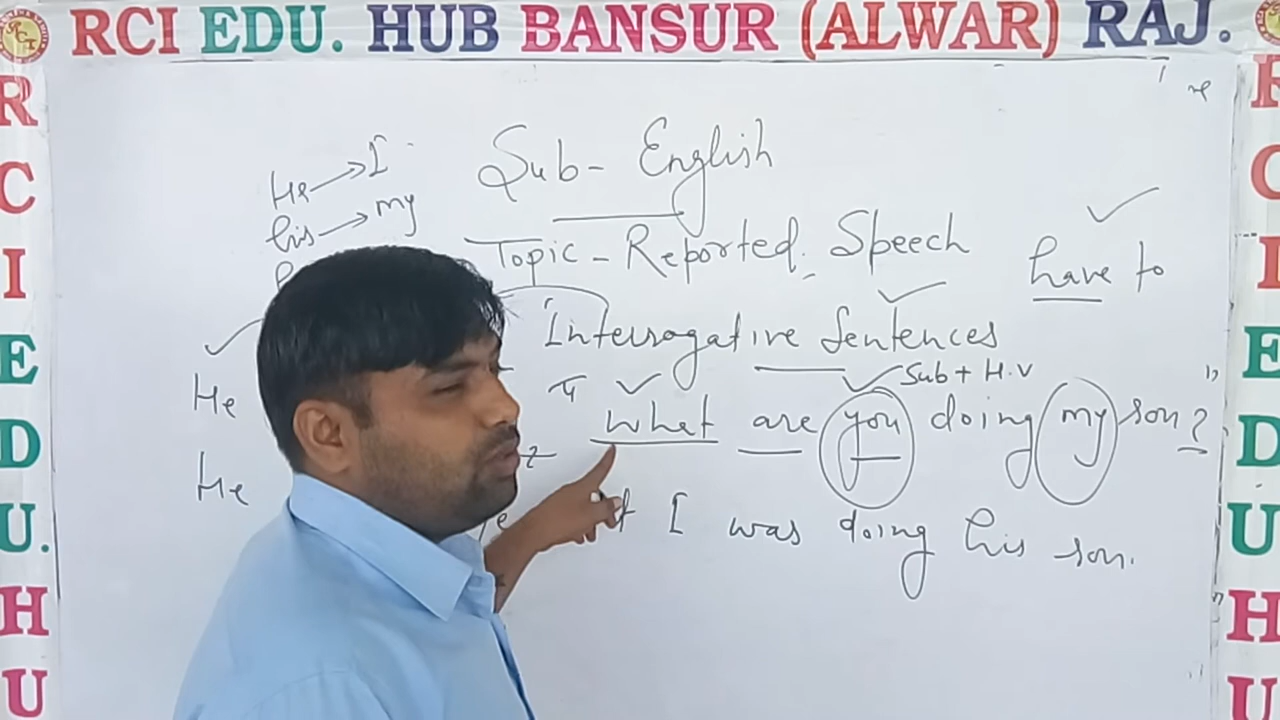 RCI EDU. HUB BANSUR (ALWAR) RAJ.
R C I E D U. H U
R C I E D U H U
He → I
his → my
Sub - English
Topic - Reported Speech
have to
Interrogative Sentences
Sub + H.V
He
What are you doing my son?
He
I was doing his son.